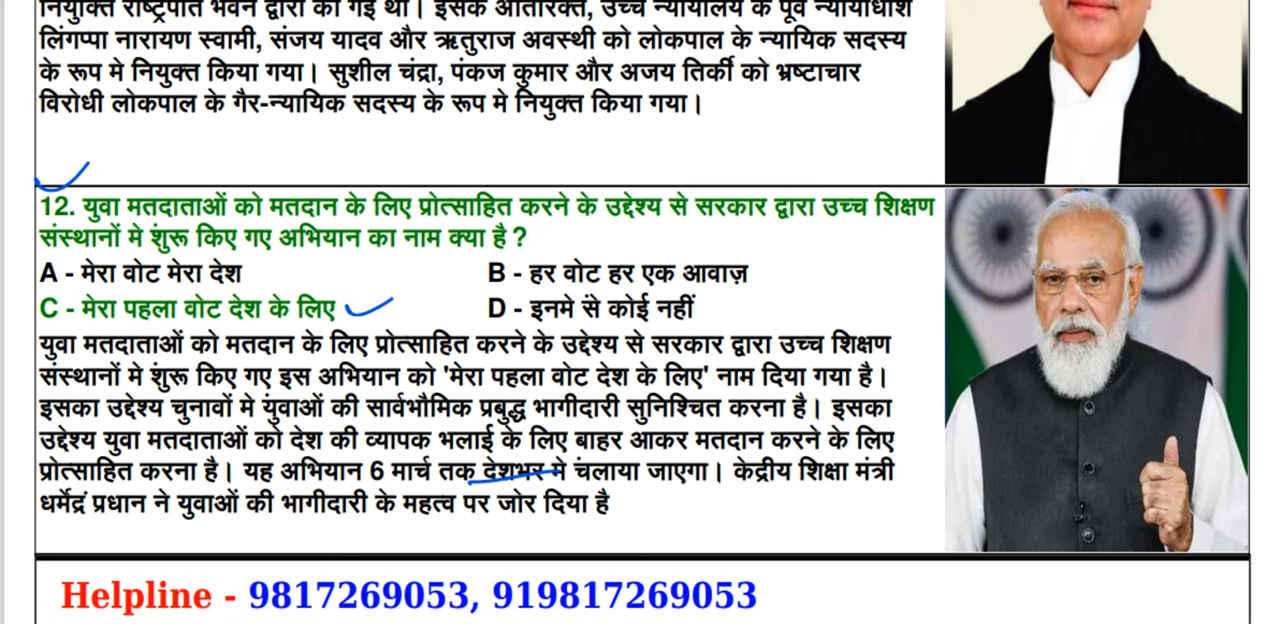 नियुक्ति राष्ट्रपति भवन द्वारा की गई थी। इसके अतिरिक्त, उच्च न्यायालय के पूर्व न्यायाधीश
लिंगप्पा नारायण स्वामी, संजय यादव और ऋतुराज अवस्थी को लोकपाल के न्यायिक सदस्य
के रूप मे नियुक्त किया गया। सुशील चंद्रा, पंकज कुमार और अजय तिर्की को भ्रष्टाचार
विरोधी लोकपाल के गैर-न्यायिक सदस्य के रूप मे नियुक्त किया गया।
12. युवा मतदाताओं को मतदान के लिए प्रोत्साहित करने के उद्देश्य से सरकार द्वारा उच्च शिक्षण
संस्थानों मे शुरू किए गए अभियान का नाम क्या है ?
A - मेरा वोट मेरा देश
B - हर वोट हर एक आवाज़
C - मेरा पहला वोट देश के लिए
D - इनमे से कोई नहीं
युवा मतदाताओं को मतदान के लिए प्रोत्साहित करने के उद्देश्य से सरकार द्वारा उच्च शिक्षण
संस्थानों मे शुरू किए गए इस अभियान को 'मेरा पहला वोट देश के लिए' नाम दिया गया है।
इसका उद्देश्य चुनावों मे युवाओं की सार्वभौमिक प्रबुद्ध भागीदारी सुनिश्चित करना है। इसका
उद्देश्य युवा मतदाताओं को देश की व्यापक भलाई के लिए बाहर आकर मतदान करने के लिए
प्रोत्साहित करना है। यह अभियान 6 मार्च तक देशभर मे चलाया जाएगा। केद्रीय शिक्षा मंत्री
धर्मेद्र प्रधान ने युवाओं की भागीदारी के महत्व पर जोर दिया है
Helpline - 9817269053, 919817269053